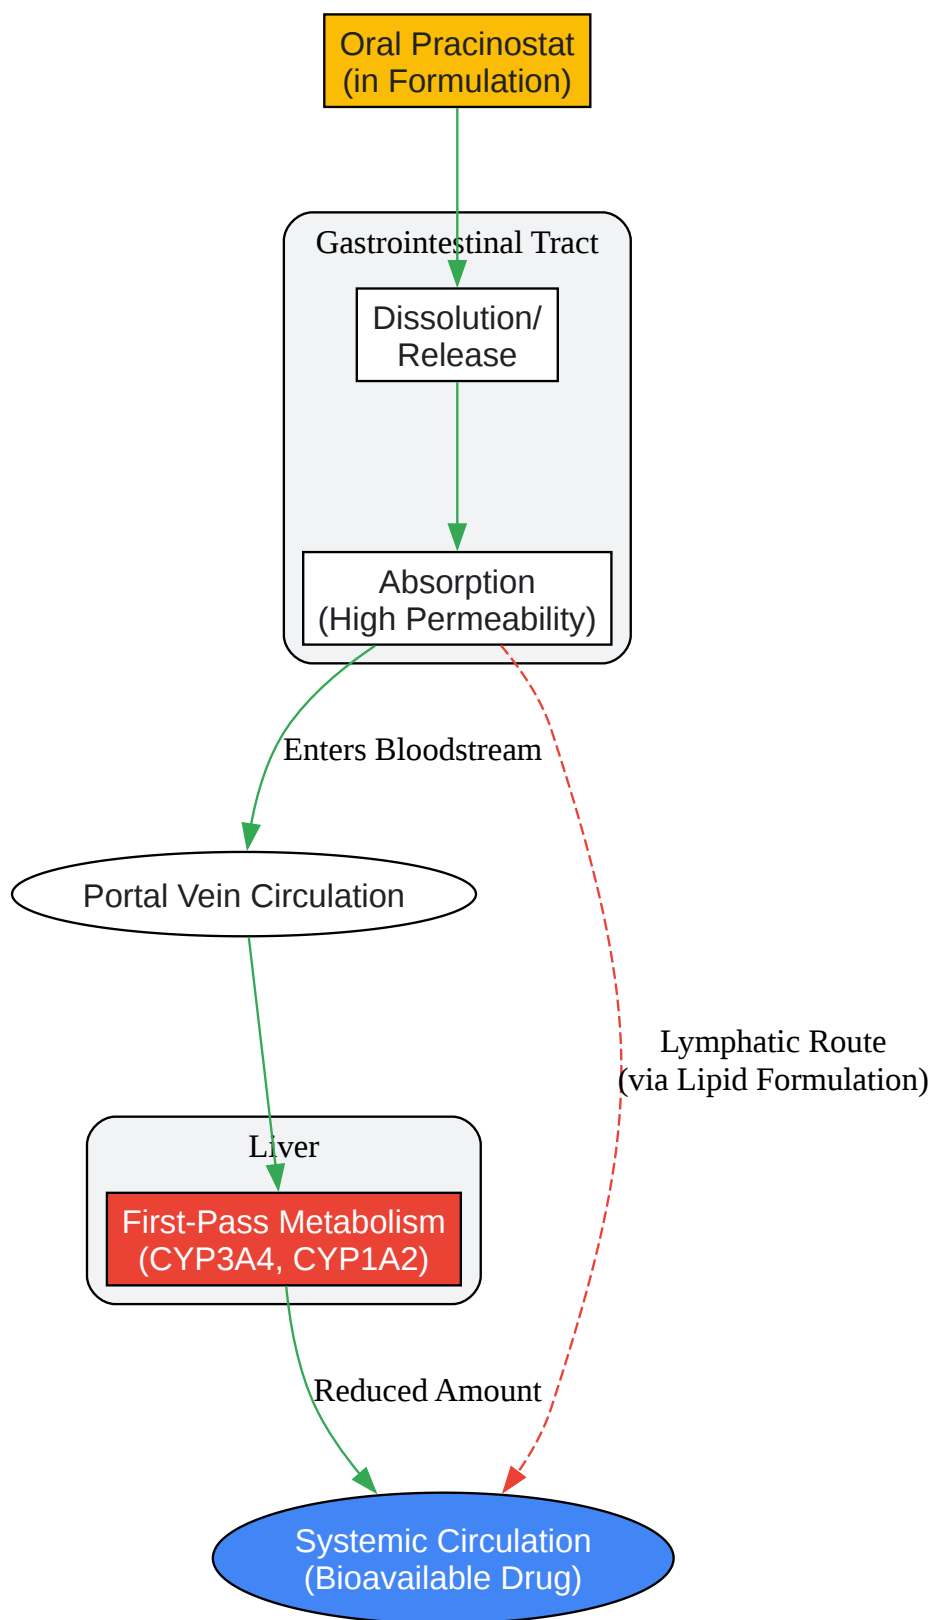 Oral Pracinostat
(in Formulation)
Gastrointestinal Tract
Dissolution/
Release
Absorption
(High Permeability)
Enters Bloodstream
Portal Vein Circulation
Lymphatic Route
(via Lipid Formulation)
Liver
First-Pass Metabolism
(CYP3A4, CYP1A2)
Reduced Amount
Systemic Circulation
(Bioavailable Drug)